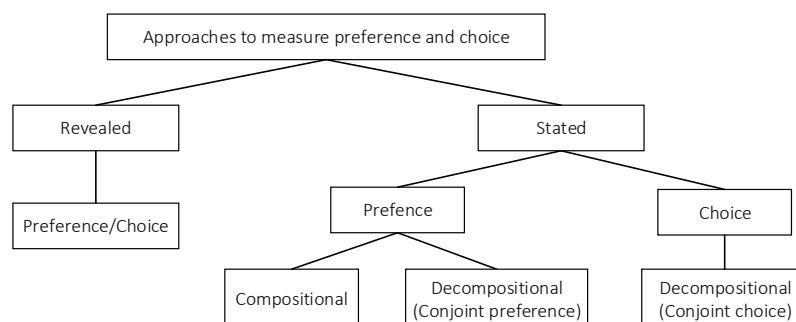 Approaches to measure preference and choice
Revealed
Stated
Preference/Choice
Prefence
Choice
Compositional
Decompositional
(Conjoint preference)
Decompositional
(Conjoint choice)